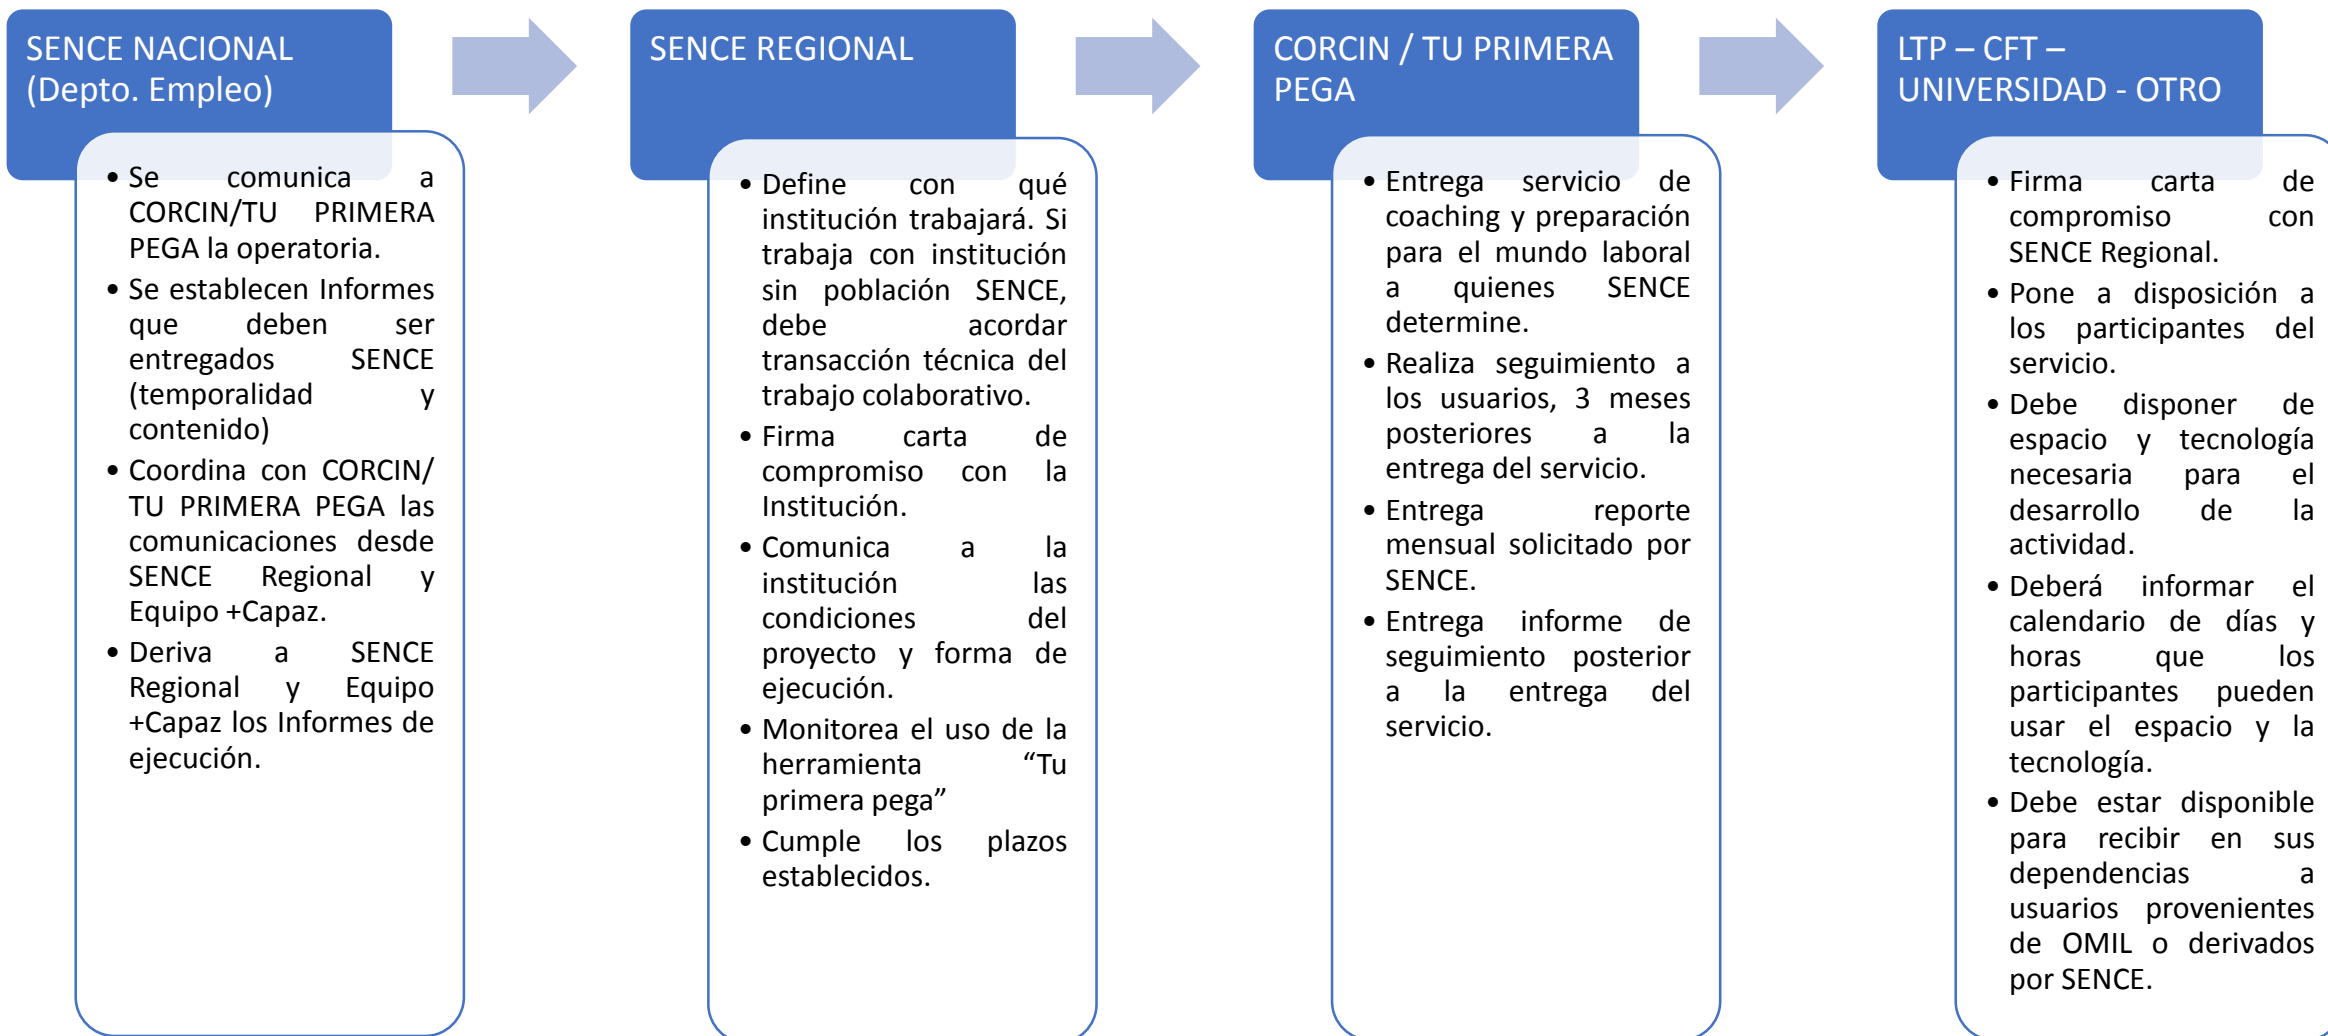 SENCE NACIONAL
(Depto. Empleo)
• Se comunica a
CORCIN/TU PRIMERA
PEGA la operatoria.
• Se establecen Informes
que deben ser
entregados SENCE
(temporalidad y
contenido)
• Coordina con CORCIN/
TU PRIMERA PEGA las
comunicaciones desde
SENCE Regional y
Equipo +Capaz.
• Deriva a SENCE
Regional y Equipo
+Capaz los Informes de
ejecución.
SENCE REGIONAL
• Define con qué
institución trabajará. Si
trabaja con institución
sin población SENCE,
debe acordar
transacción técnica del
trabajo colaborativo.
• Firma carta de
compromiso con la
Institución.
• Comunica a la
institución las
condiciones del
proyecto y forma de
ejecución.
• Monitorea el uso de la
herramienta “Tu
primera pega”
• Cumple los plazos
establecidos.
CORCIN / TU PRIMERA
PEGA
• Entrega servicio de
coaching y preparación
para el mundo laboral
a quienes SENCE
determine.
• Realiza seguimiento a
los usuarios, 3 meses
posteriores a la
entrega del servicio.
• Entrega reporte
mensual solicitado por
SENCE.
• Entrega informe de
seguimiento posterior
a la entrega del
servicio.
LTP – CFT –
UNIVERSIDAD - OTRO
• Firma carta de
compromiso con
SENCE Regional.
• Pone a disposición a
los participantes del
servicio.
• Debe disponer de
espacio y tecnología
necesaria para el
desarrollo de la
actividad.
• Deberá informar el
calendario de días y
horas que los
participantes pueden
usar el espacio y la
tecnología.
• Debe estar disponible
para recibir en sus
dependencias a
usuarios provenientes
de OMIL o derivados
por SENCE.